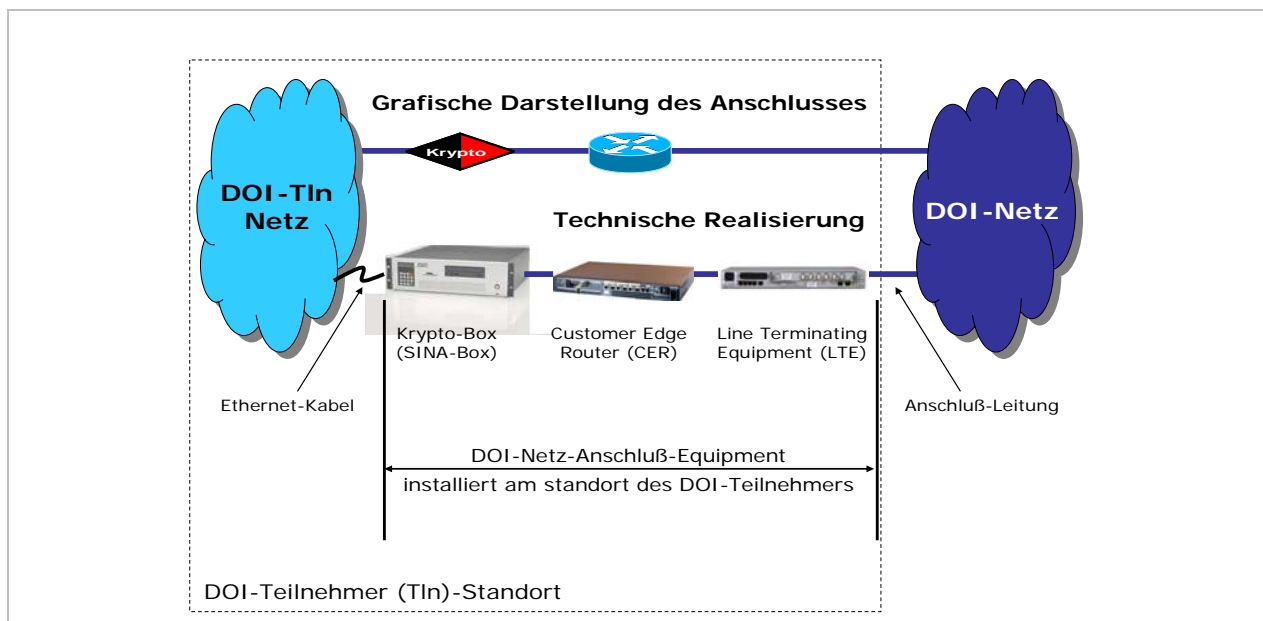 Grafische Darstellung des Anschlusses
Krypto
DOI-Tln
Netz
DOI-Netz
Technische Realisierung
Krypto-Box
(SINA-Box)
Customer Edge
Router (CER)
Line Terminating
Equipment (LTE)
Ethernet-Kabel
Anschluß-Leitung
DOI-Netz-Anschluß-Equipment
installiert am standort des DOI-Teilnehmers
DOI-Teilnehmer (Tln)-Standort